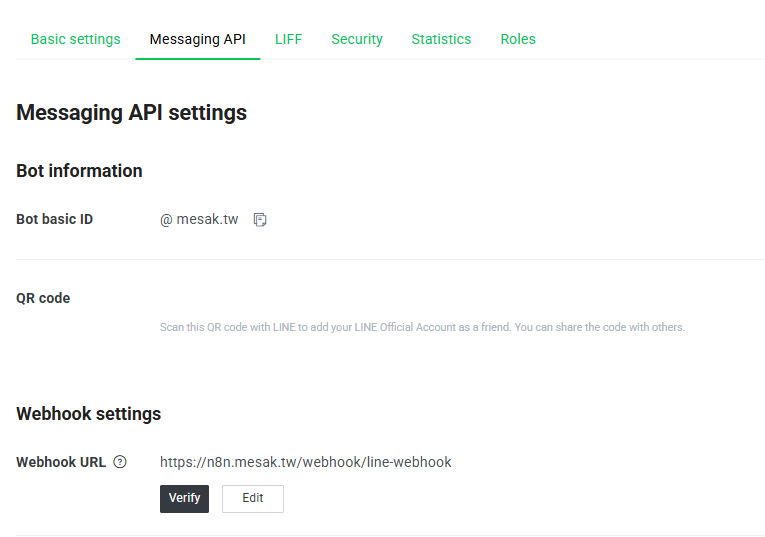 Basic settings Messaging API LIFF Security Statistics Roles
Messaging API settings
Bot information
Bot basic ID @ mesak.tw
QR code
Scan this QR code with LINE to add your LINE Official Account as a friend. You can share the code with others.
Webhook settings
Webhook URL ? https://n8n.mesak.tw/webhook/line-webhook
Verify Edit